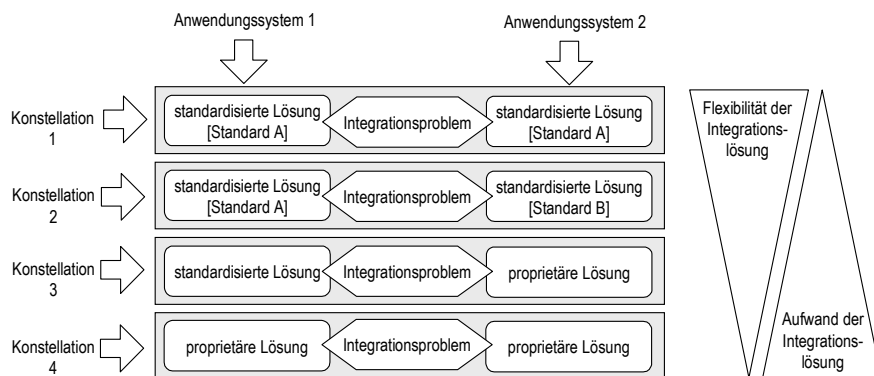 Anwendungssystem 1
Anwendungssystem 2
Konstellation
1
standardisierte Lösung
[Standard A]
Integrationsproblem
standardisierte Lösung
[Standard A]
Konstellation
2
standardisierte Lösung
[Standard A]
Integrationsproblem
standardisierte Lösung
[Standard B]
Konstellation
3
standardisierte Lösung
Integrationsproblem
proprietäre Lösung
Konstellation
4
proprietäre Lösung
Integrationsproblem
proprietäre Lösung
Flexibilität der
Integrations-
lösung
Aufwand der
Integrations-
lösung